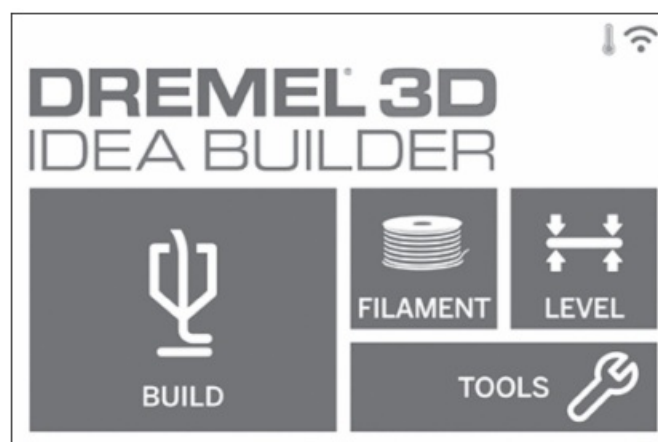 DREMEL® 3D
IDEA BUILDER
FILAMENT
LEVEL
BUILD
TOOLS